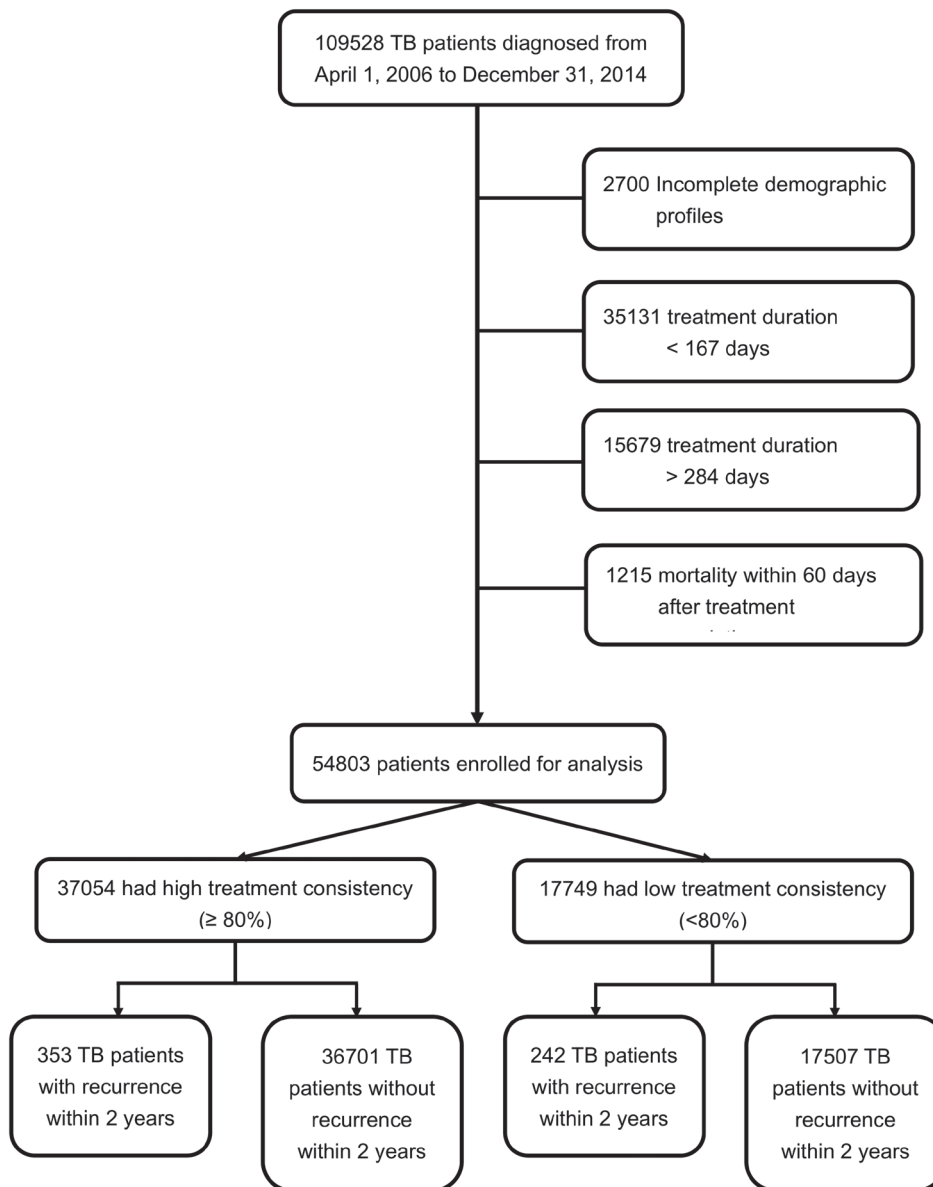 109528 TB patients diagnosed from
April 1, 2006 to December 31, 2014
2700 Incomplete demographic
profiles
35131 treatment duration
< 167 days
15679 treatment duration
> 284 days
1215 mortality within 60 days
after treatment
54803 patients enrolled for analysis
37054 had high treatment consistency
(≥ 80%)
17749 had low treatment consistency
(<80%)
353 TB patients
with recurrence
within 2 years
36701 TB
patients without
recurrence
within 2 years
242 TB patients
with recurrence
within 2 years
17507 TB
patients without
recurrence
within 2 years